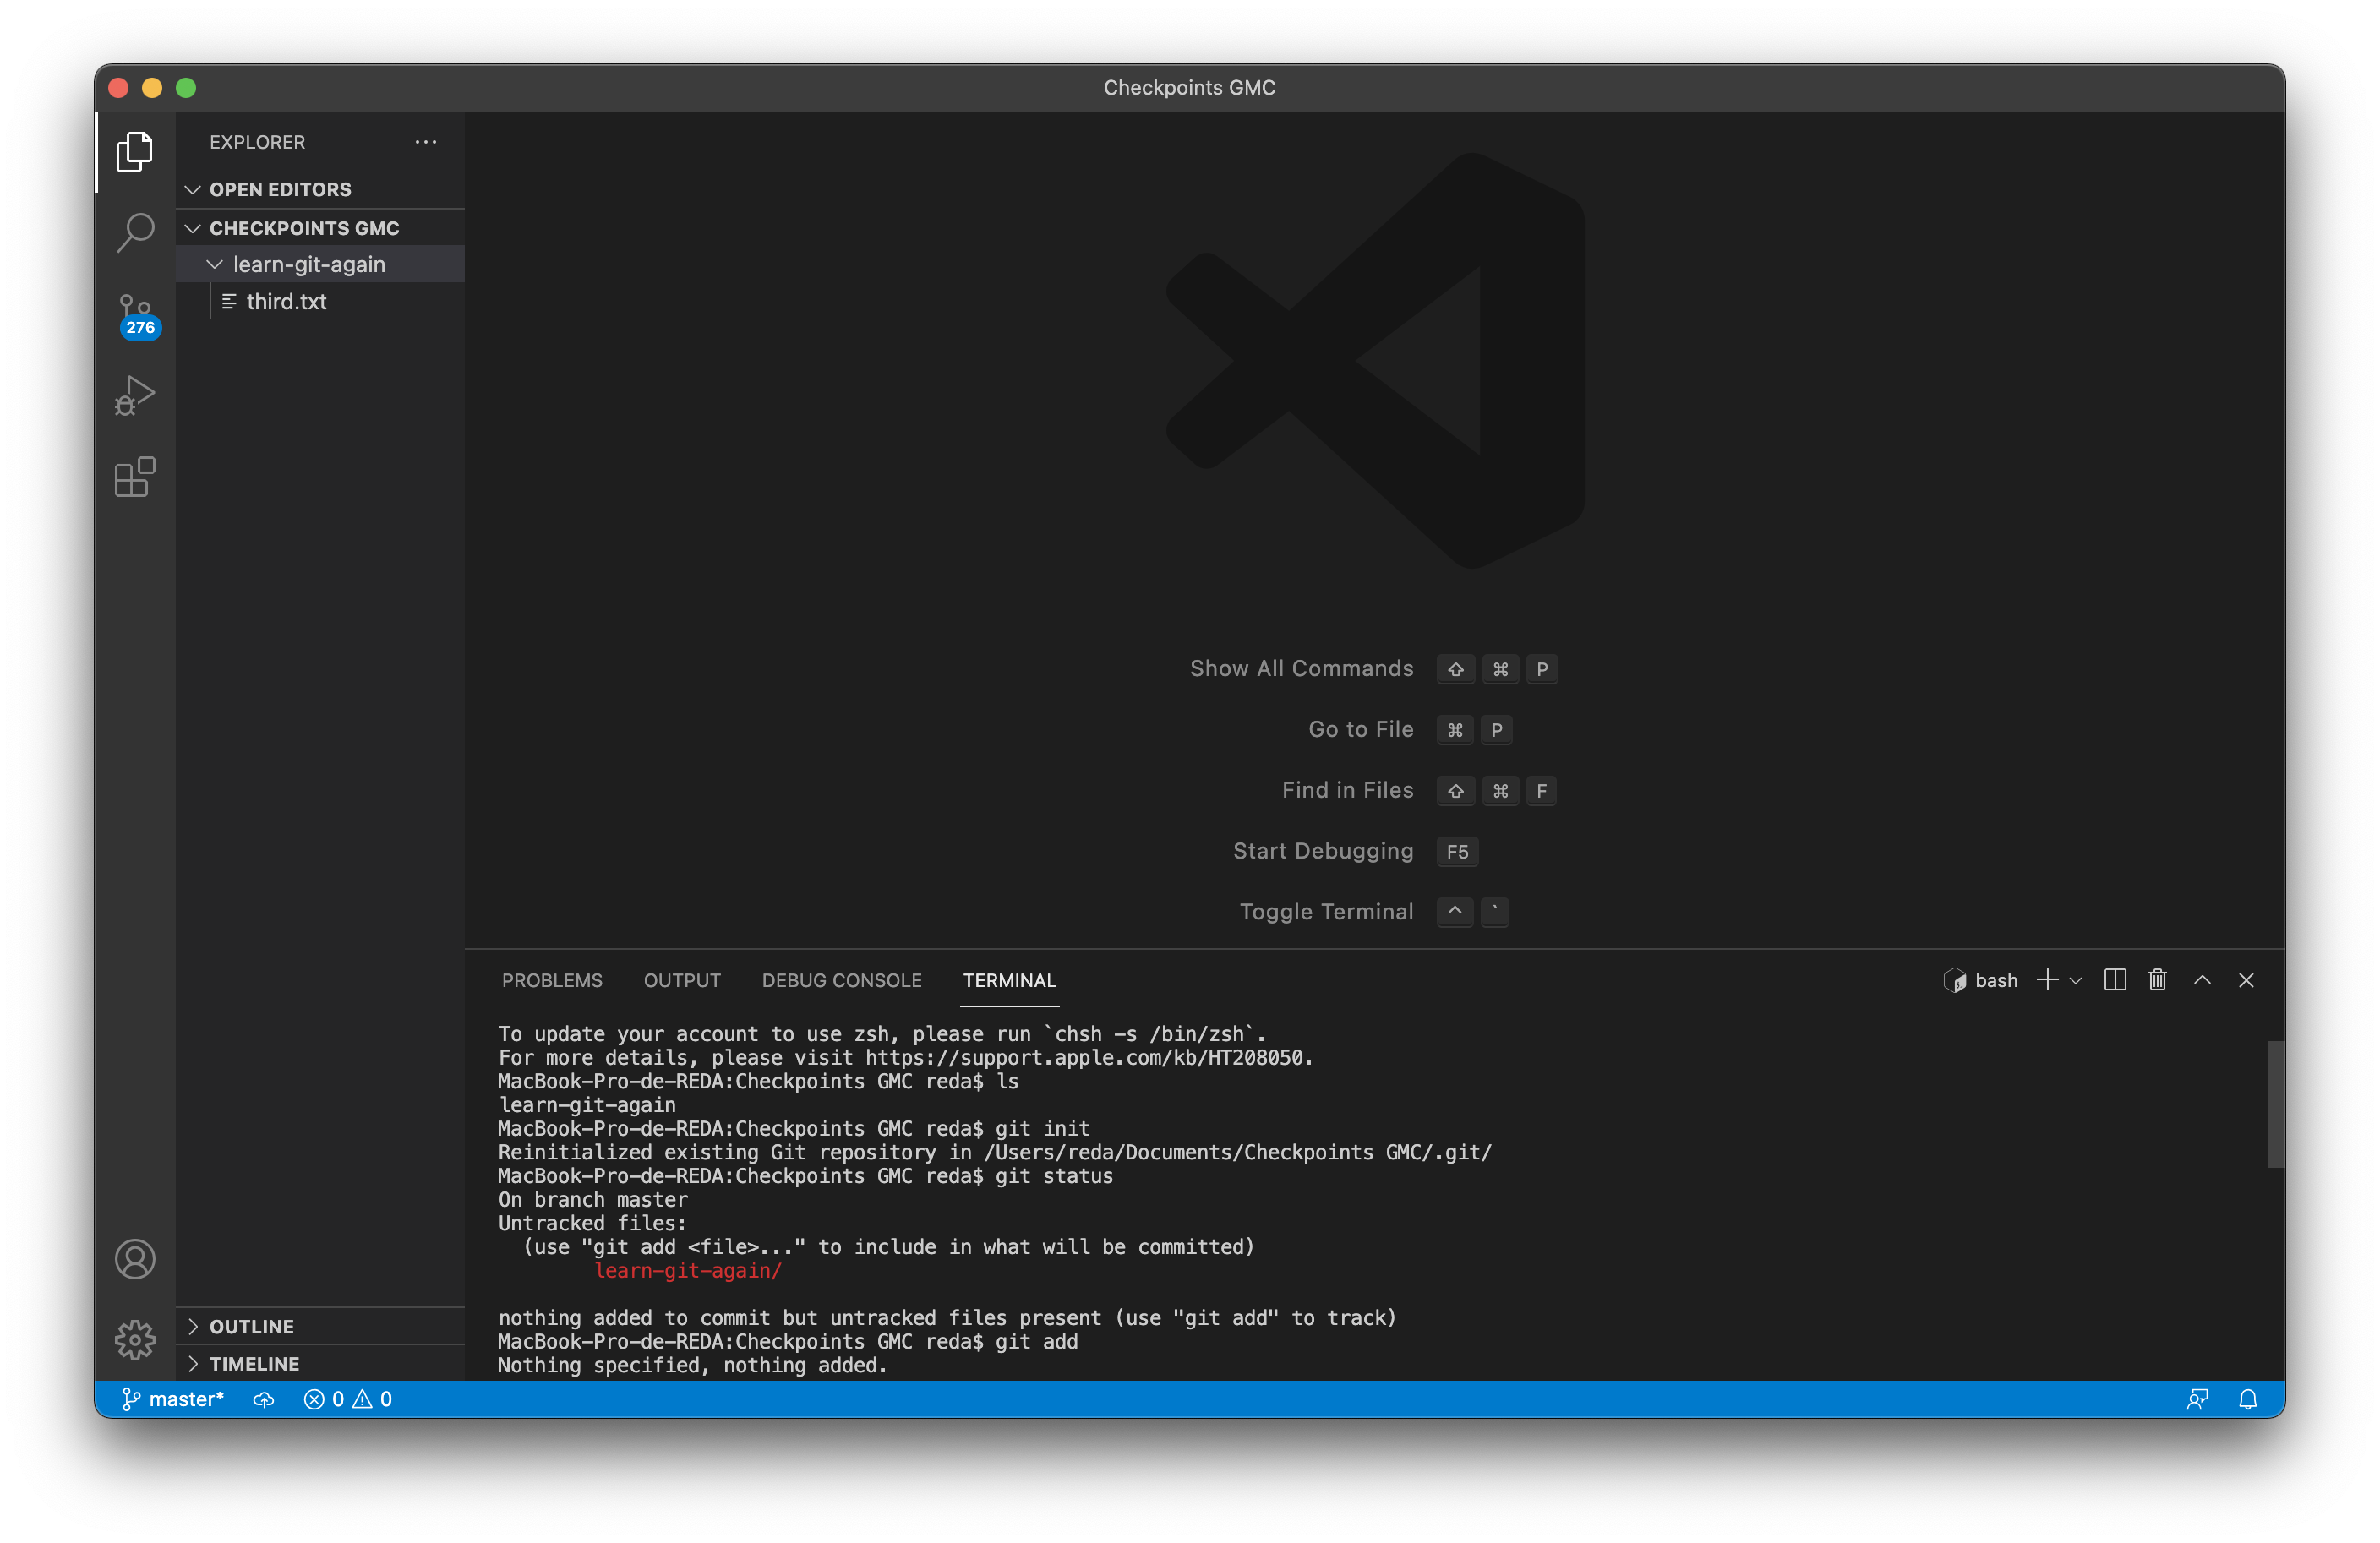 Checkpoints GMC
EXPLORER
OPEN EDITORS
CHECKPOINTS GMC
learn-git-again
third.txt
276
Show All Commands ⇧ ⌘ P
Go to File ⌘ P
Find in Files ⇧ ⌘ F
Start Debugging F5
Toggle Terminal ^ `
PROBLEMS OUTPUT DEBUG CONSOLE TERMINAL bash
To update your account to use zsh, please run `chsh -s /bin/zsh`.
For more details, please visit https://support.apple.com/kb/HT208050.
MacBook-Pro-de-REDA:Checkpoints GMC reda$ ls
learn-git-again
MacBook-Pro-de-REDA:Checkpoints GMC reda$ git init
Reinitialized existing Git repository in /Users/reda/Documents/Checkpoints GMC/.git/
MacBook-Pro-de-REDA:Checkpoints GMC reda$ git status
On branch master
Untracked files:
(use "git add <file>..." to include in what will be committed)
learn-git-again/
nothing added to commit but untracked files present (use "git add" to track)
MacBook-Pro-de-REDA:Checkpoints GMC reda$ git add
Nothing specified, nothing added.
OUTLINE
TIMELINE
master* 0 0